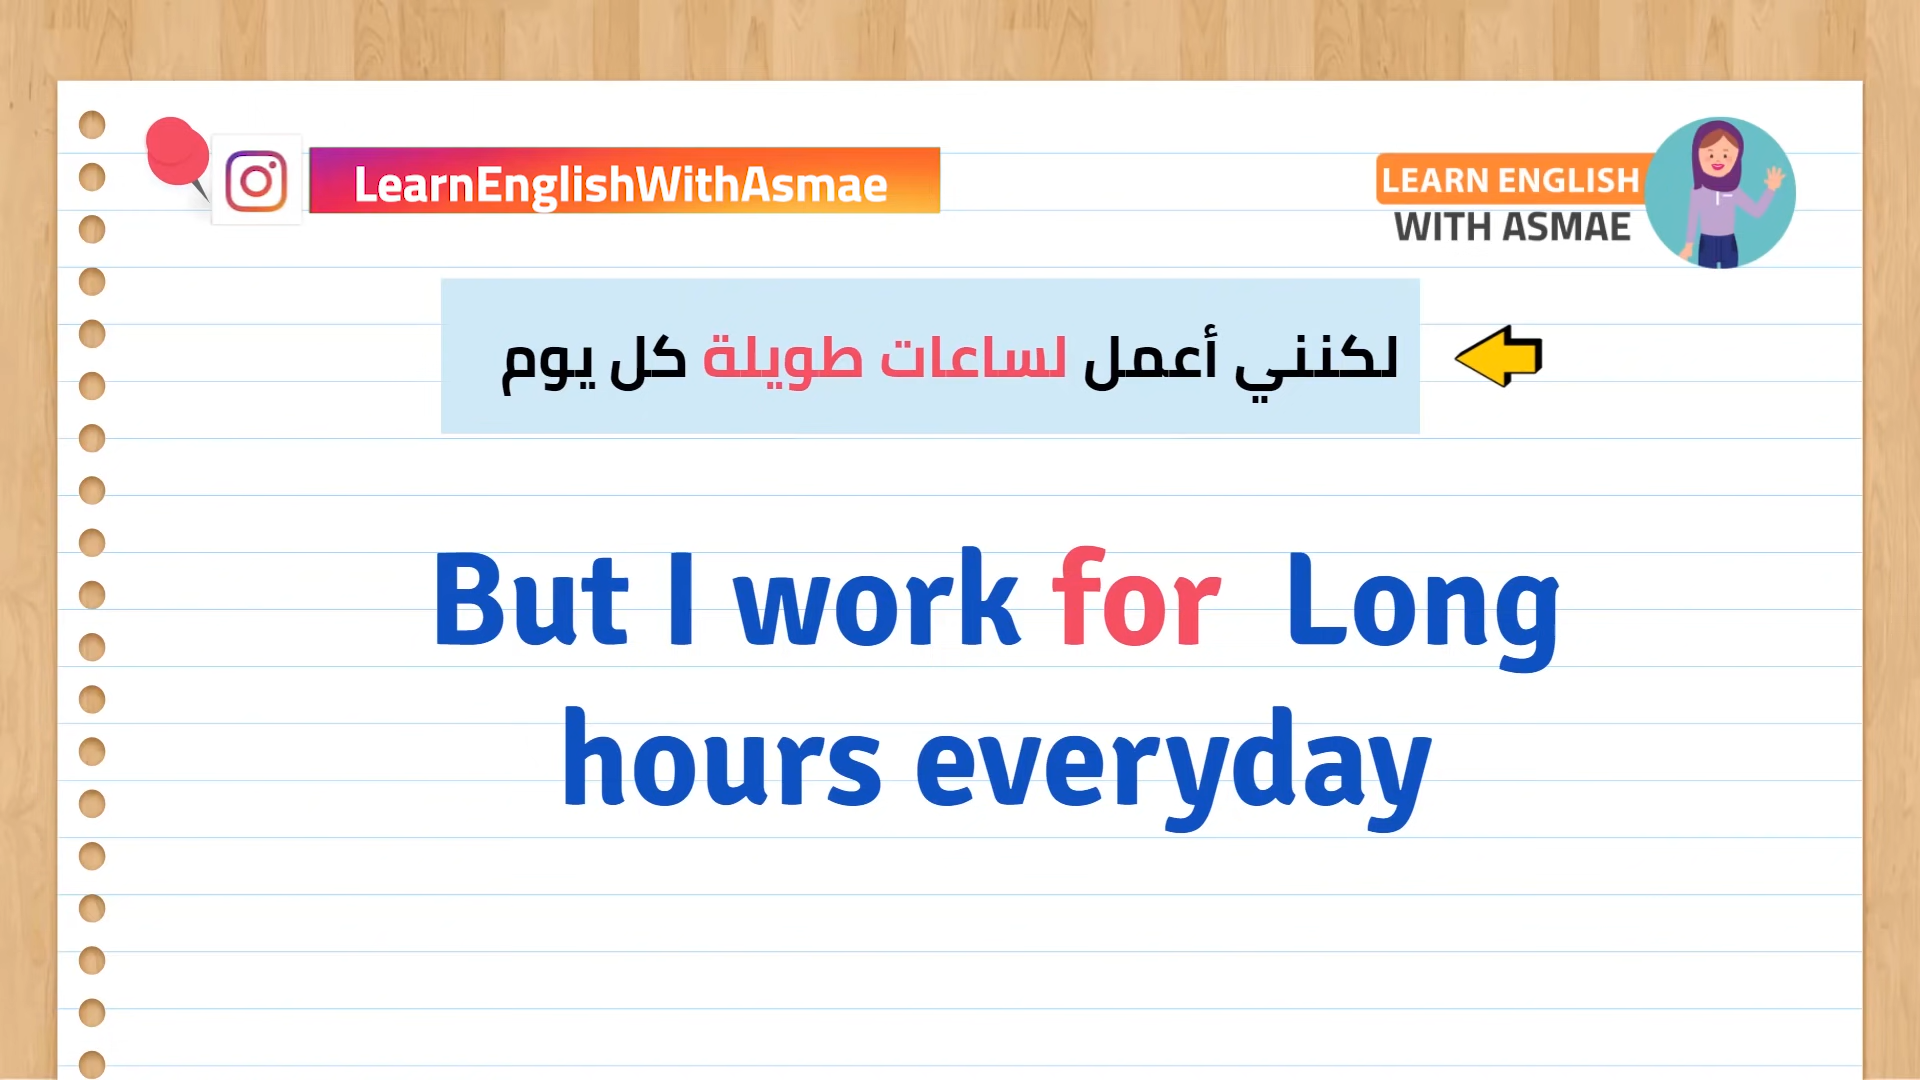 LearnEnglishWithAsmae
LEARN ENGLISH
WITH ASMAE
لكنني أعمل لساعات طويلة كل يوم
But I work for Long
hours everyday